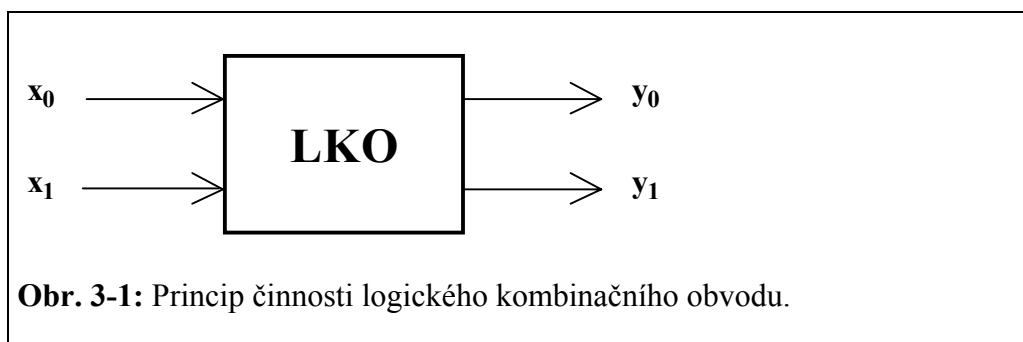 x0 y0
LKO
x1 y1
Obr. 3-1: Princip činnosti logického kombinačního obvodu.